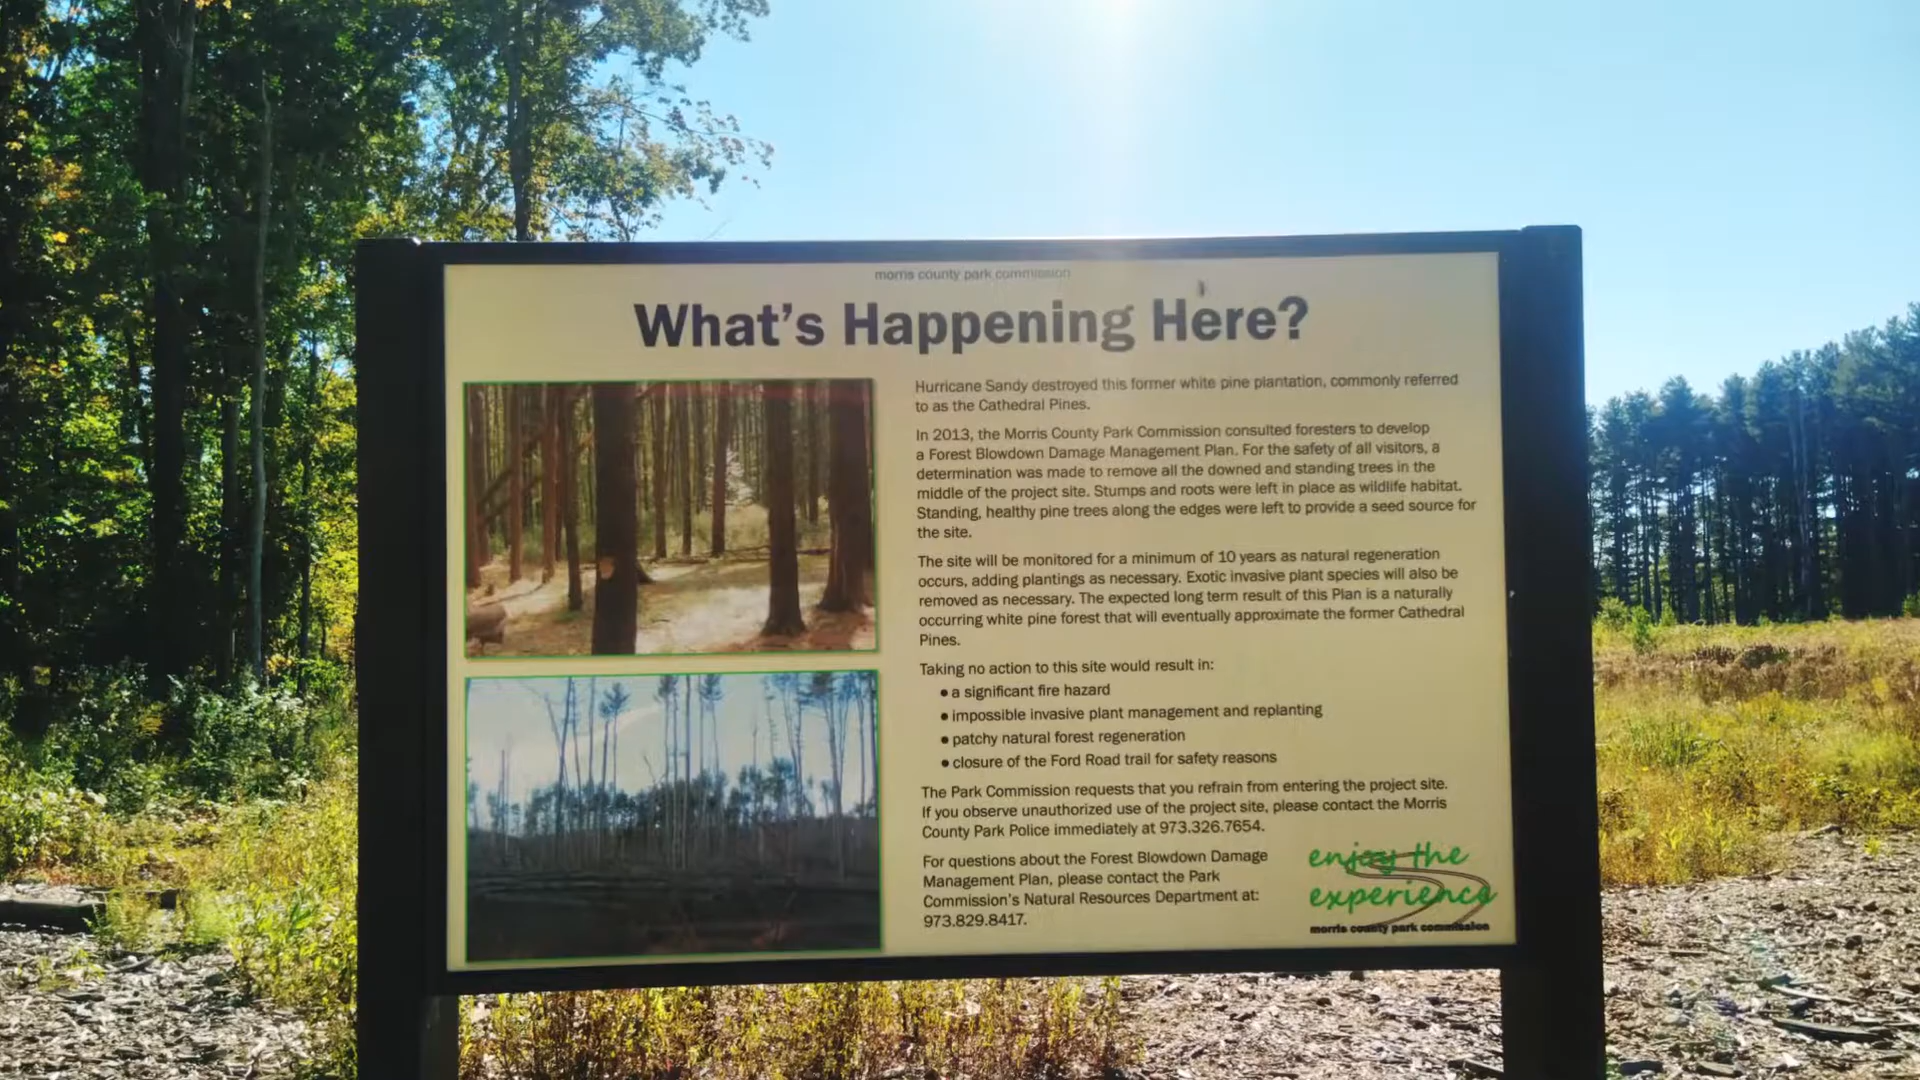 morris county park commission
What's Happening Here?
Hurricane Sandy destroyed this former white pine plantation, commonly referred
to as the Cathedral Pines.
In 2013, the Morris County Park Commission consulted foresters to develop
a Forest Blowdown Damage Management Plan. For the safety of all visitors, a
determination was made to remove all the downed and standing trees in the
middle of the project site. Stumps and roots were left in place as wildlife habitat.
Standing, healthy pine trees along the edges were left to provide a seed source for
the site.
The site will be monitored for a minimum of 10 years as natural regeneration
occurs, adding plantings as necessary. Exotic invasive plant species will also be
removed as necessary. The expected long term result of this Plan is a naturally
occurring white pine forest that will eventually approximate the former Cathedral
Pines.
Taking no action to this site would result in:
• a significant fire hazard
• impossible invasive plant management and replanting
• patchy natural forest regeneration
• closure of the Ford Road trail for safety reasons
The Park Commission requests that you refrain from entering the project site.
If you observe unauthorized use of the project site, please contact the Morris
County Park Police immediately at 973.326.7654.
For questions about the Forest Blowdown Damage
Management Plan, please contact the Park
Commission's Natural Resources Department at:
973.829.8417.
enjoy the
experience
morris county park commission